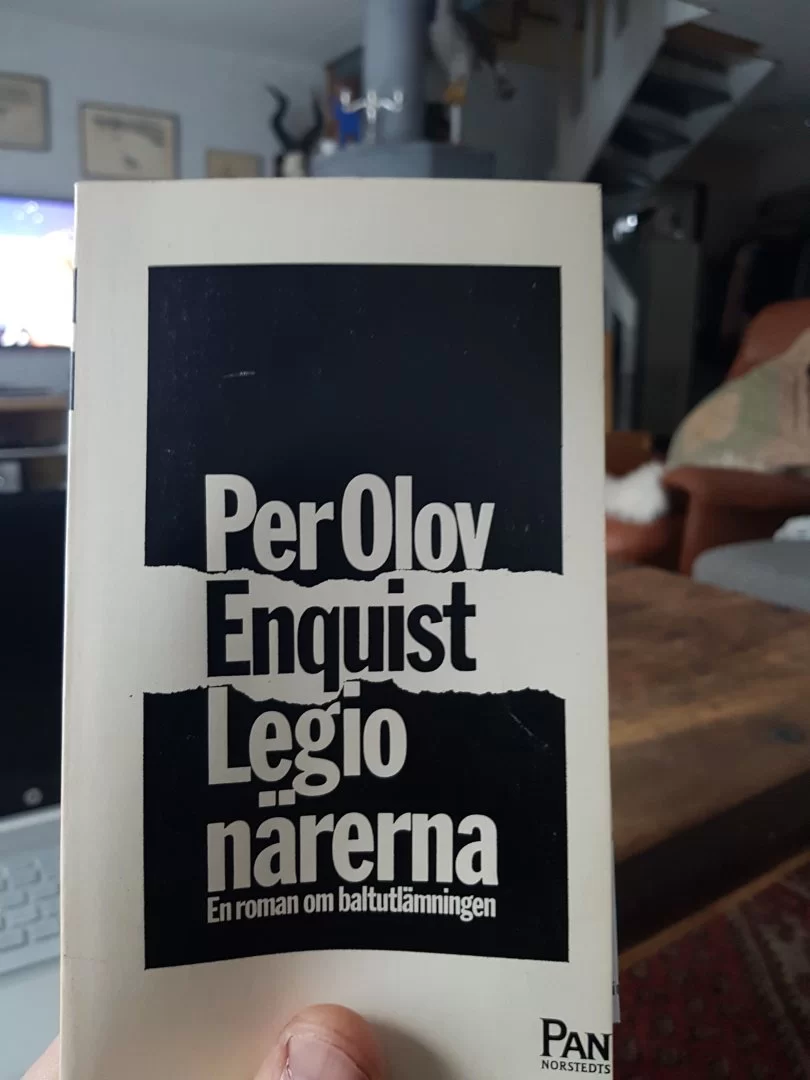 Per Olov
Enquist
Legio
närerna
En roman om baltutlämningen
PAN
NORSTEDTS